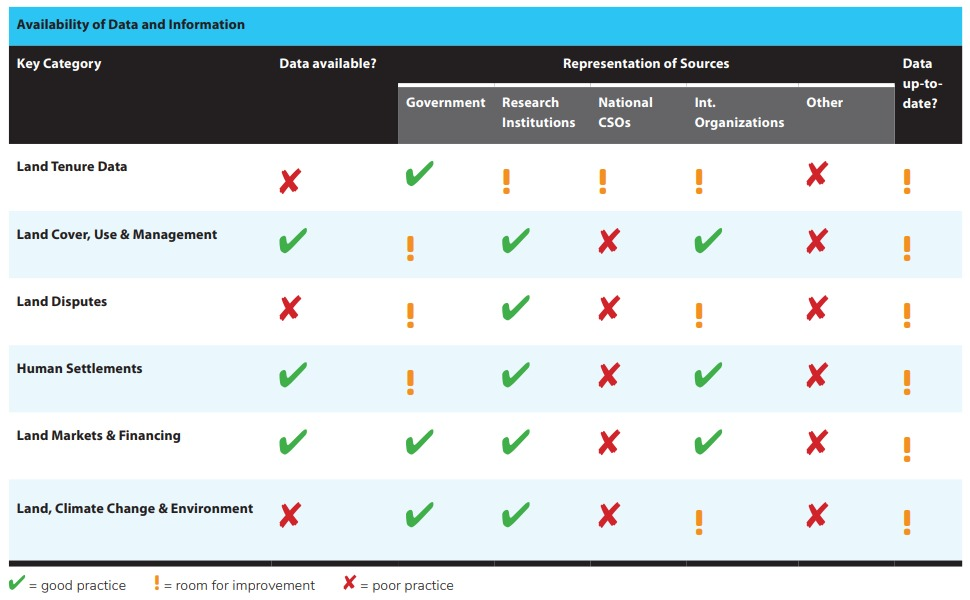 Availability of Data and Information
Key Category Data available? Representation of Sources Data up-to-date?
Government Research Institutions National CSOs Int. Organizations Other
Land Tenure Data ✘ ✔ ! ! ! ✘ !
Land Cover, Use & Management ✔ ! ✔ ✘ ✔ ✘ !
Land Disputes ✘ ! ✔ ✘ ! ✘ !
Human Settlements ✔ ! ✔ ✘ ✔ ✘ !
Land Markets & Financing ✔ ✔ ✔ ✘ ✔ ✘ !
Land, Climate Change & Environment ✘ ✔ ✔ ✘ ! ✘ !
✔ = good practice ! = room for improvement ✘ = poor practice